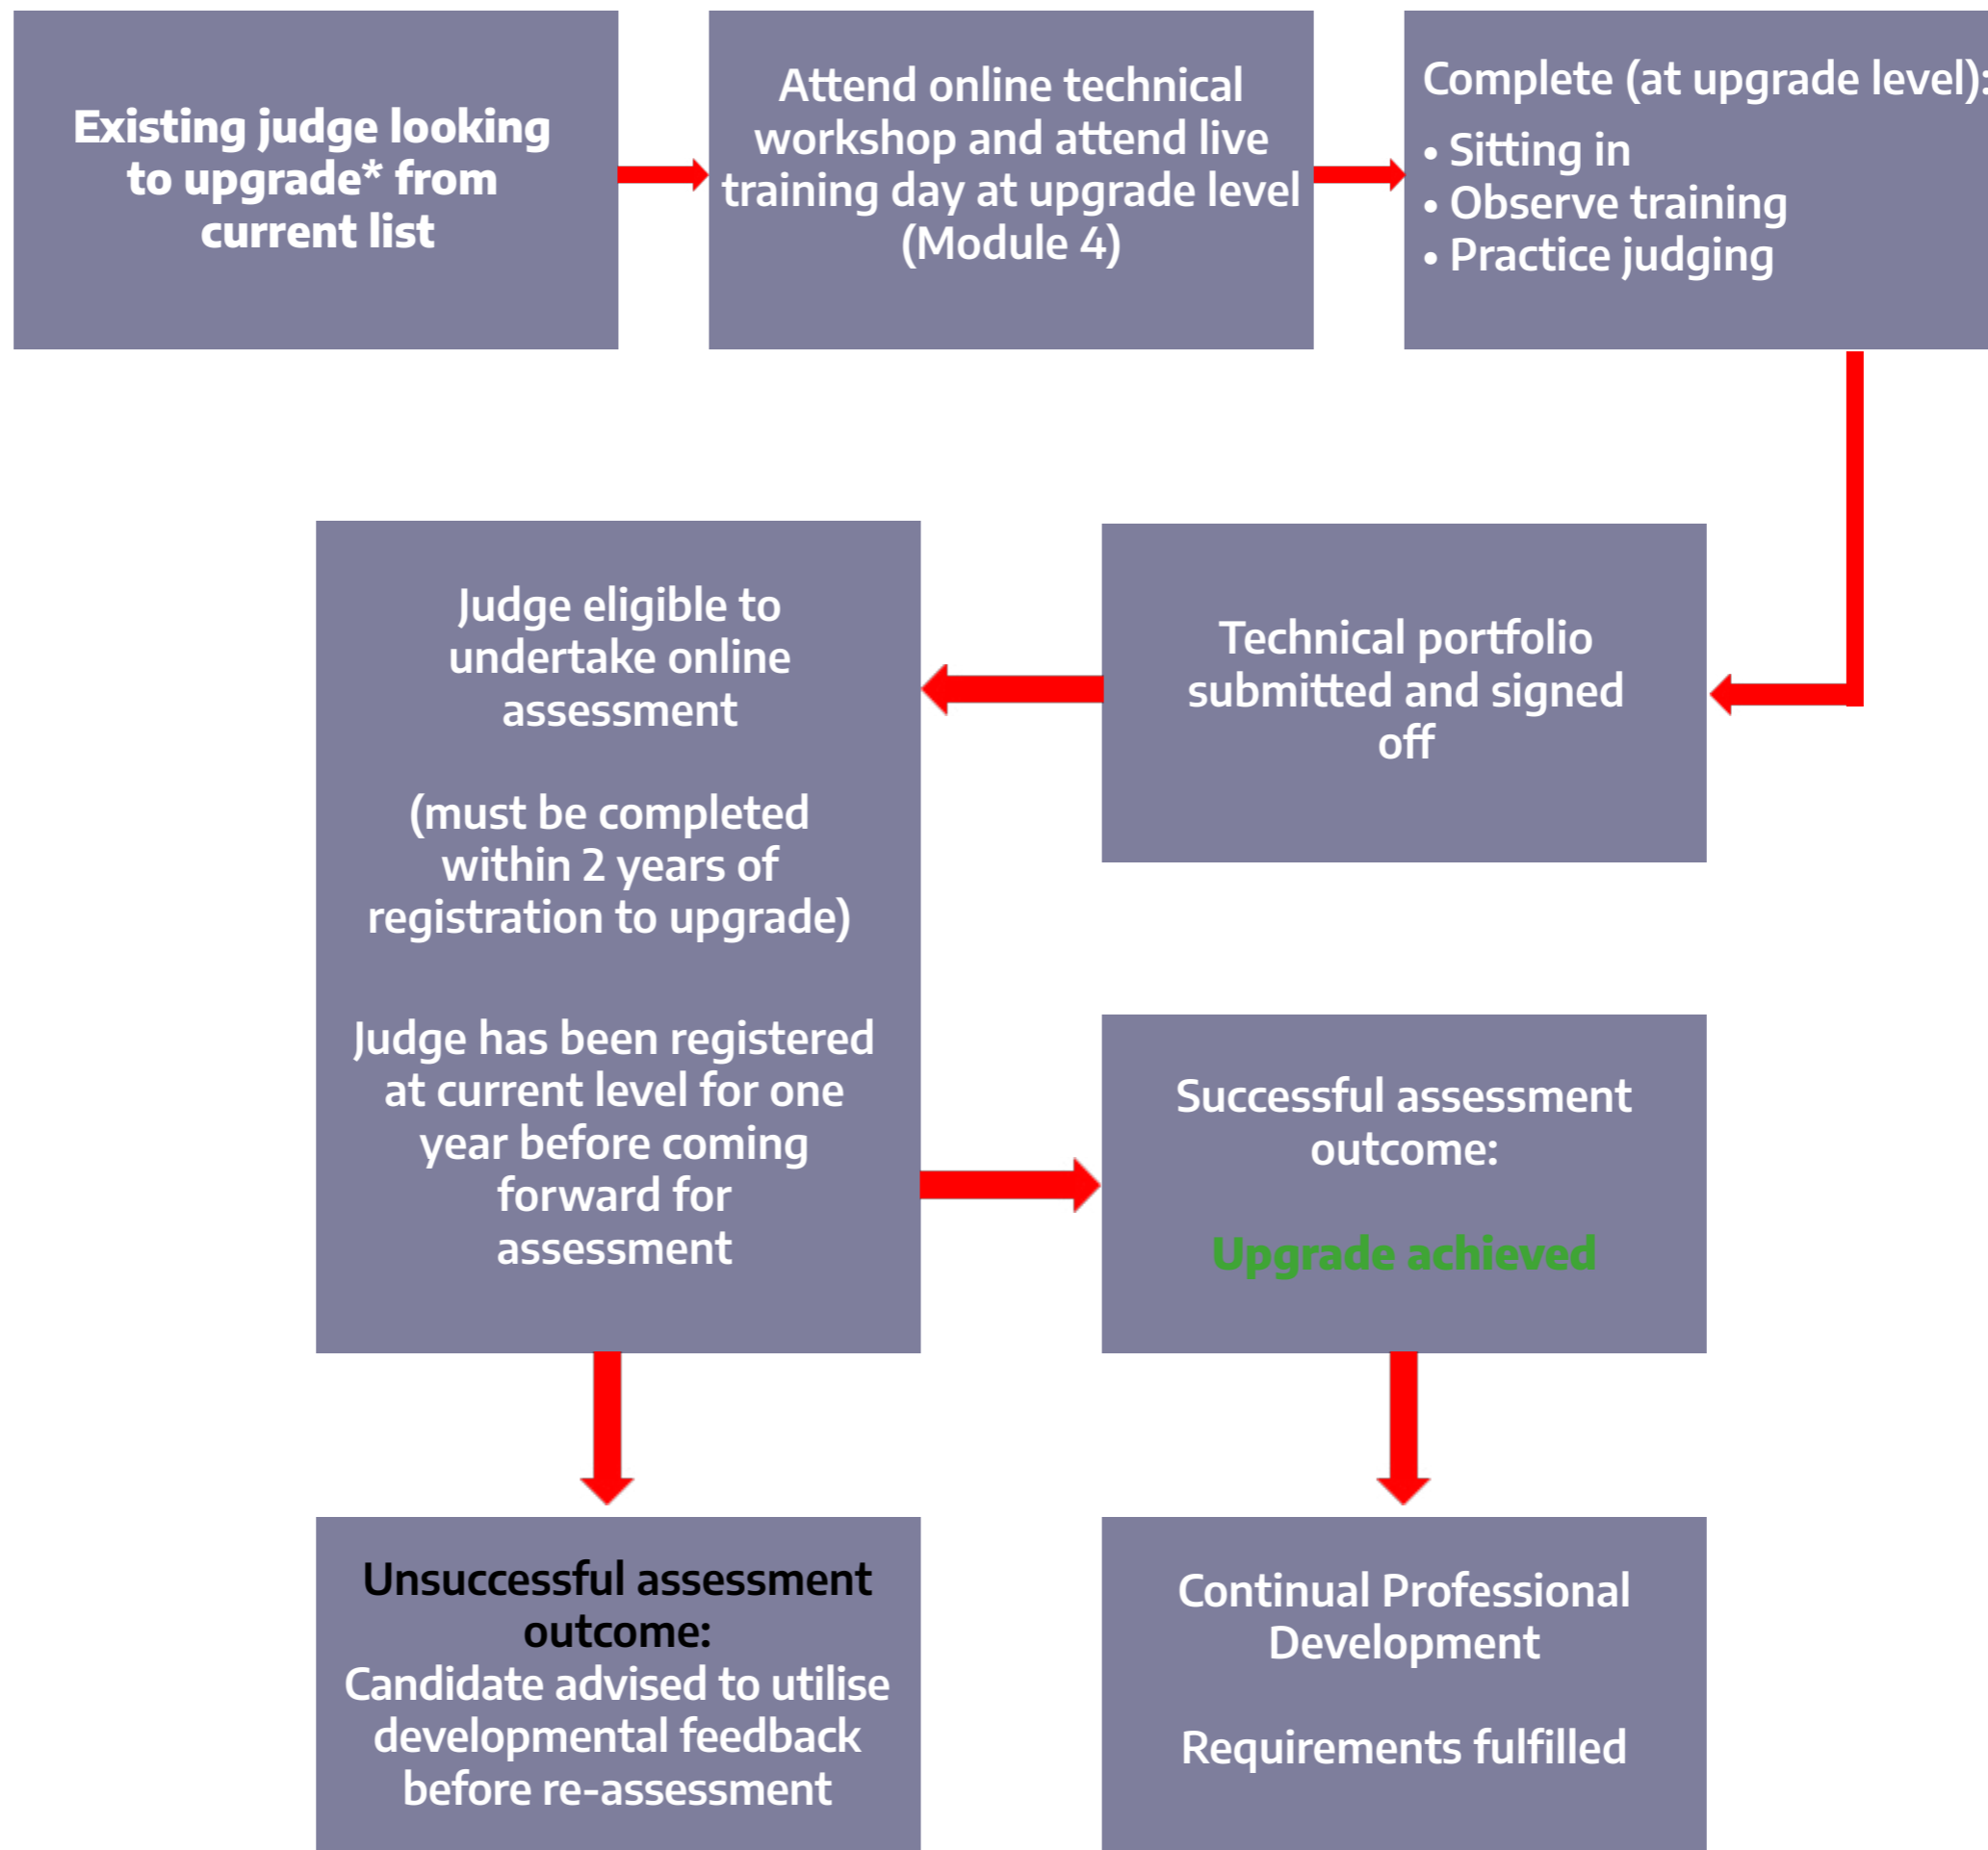 Existing judge looking
to upgrade* from
current list
Attend online technical
workshop and attend live
training day at upgrade level
(Module 4)
Complete (at upgrade level):
• Sitting in
• Observe training
• Practice judging
Technical portfolio
submitted and signed
off
Judge eligible to
undertake online
assessment
(must be completed
within 2 years of
registration to upgrade)
Judge has been registered
at current level for one
year before coming
forward for
assessment
Successful assessment
outcome:
Upgrade achieved
Unsuccessful assessment
outcome:
Candidate advised to utilise
developmental feedback
before re-assessment
Continual Professional
Development
Requirements fulfilled